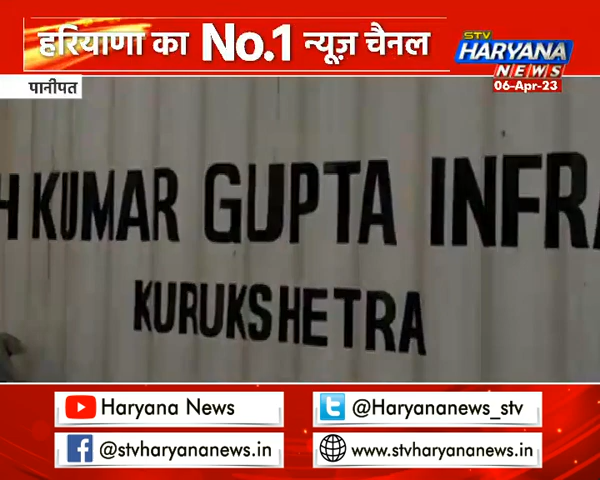 हरियाणा का No.1 न्यूज़ चैनल
STV
HARYANA
NEWS
06-Apr-23
पानीपत
H KUMAR GUPTA INFRA
KURUKSHETRA
Haryana News
@Haryananews_stv
@stvharyananews.in
www.stvharyananews.in